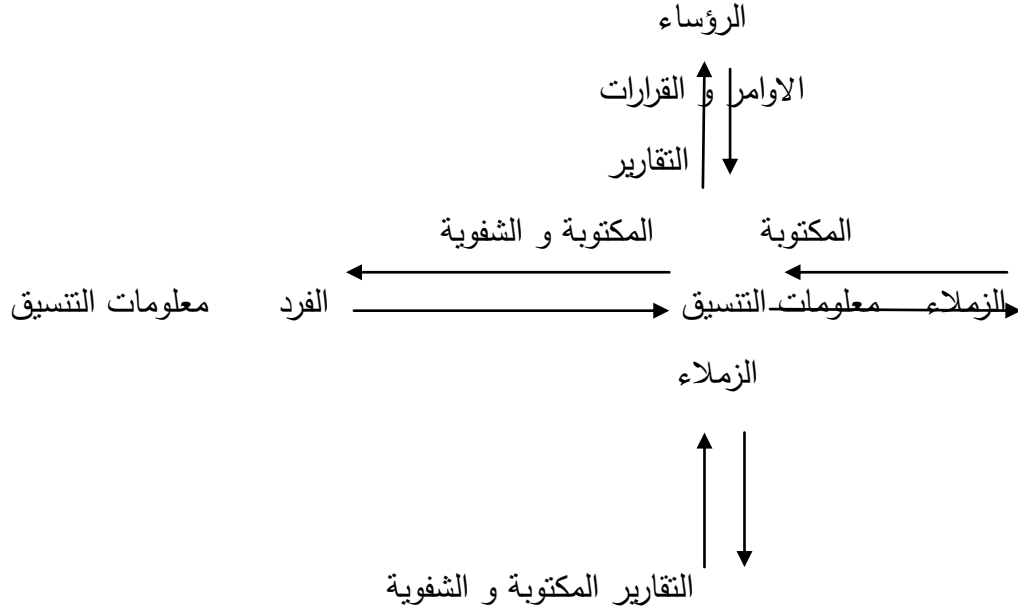 الرؤساء
الاوامر و القرارات
التقارير
المكتوبة المكتوبة و الشفوية
الزملاء معلومات التنسيق الفرد معلومات التنسيق
الزملاء
التقارير المكتوبة و الشفوية